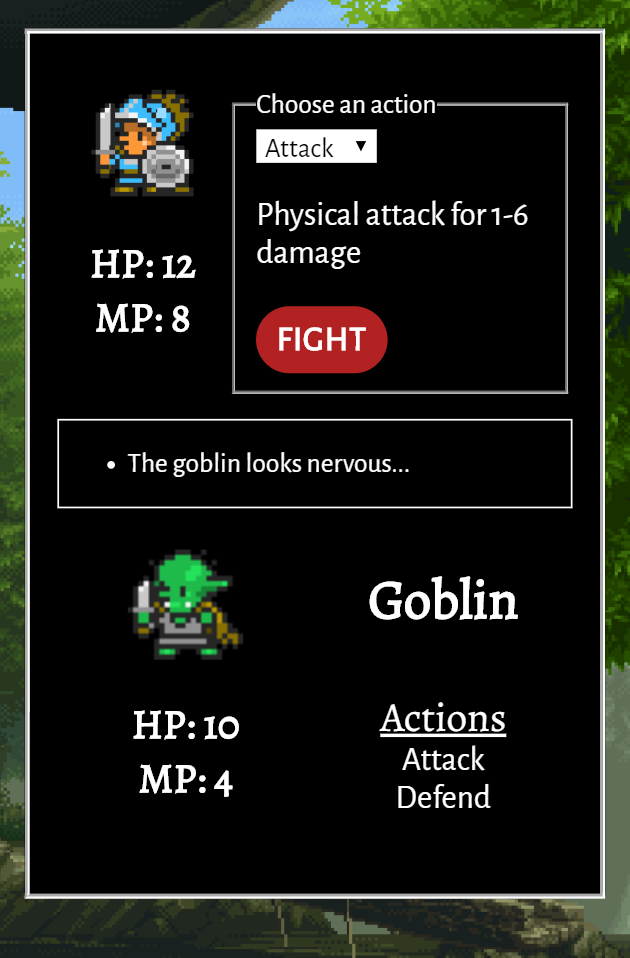 Choose an action
Attack
Physical attack for 1-6
damage
HP: 12
MP: 8
FIGHT
The goblin looks nervous...
Goblin
HP: 10
MP: 4
Actions
Attack
Defend